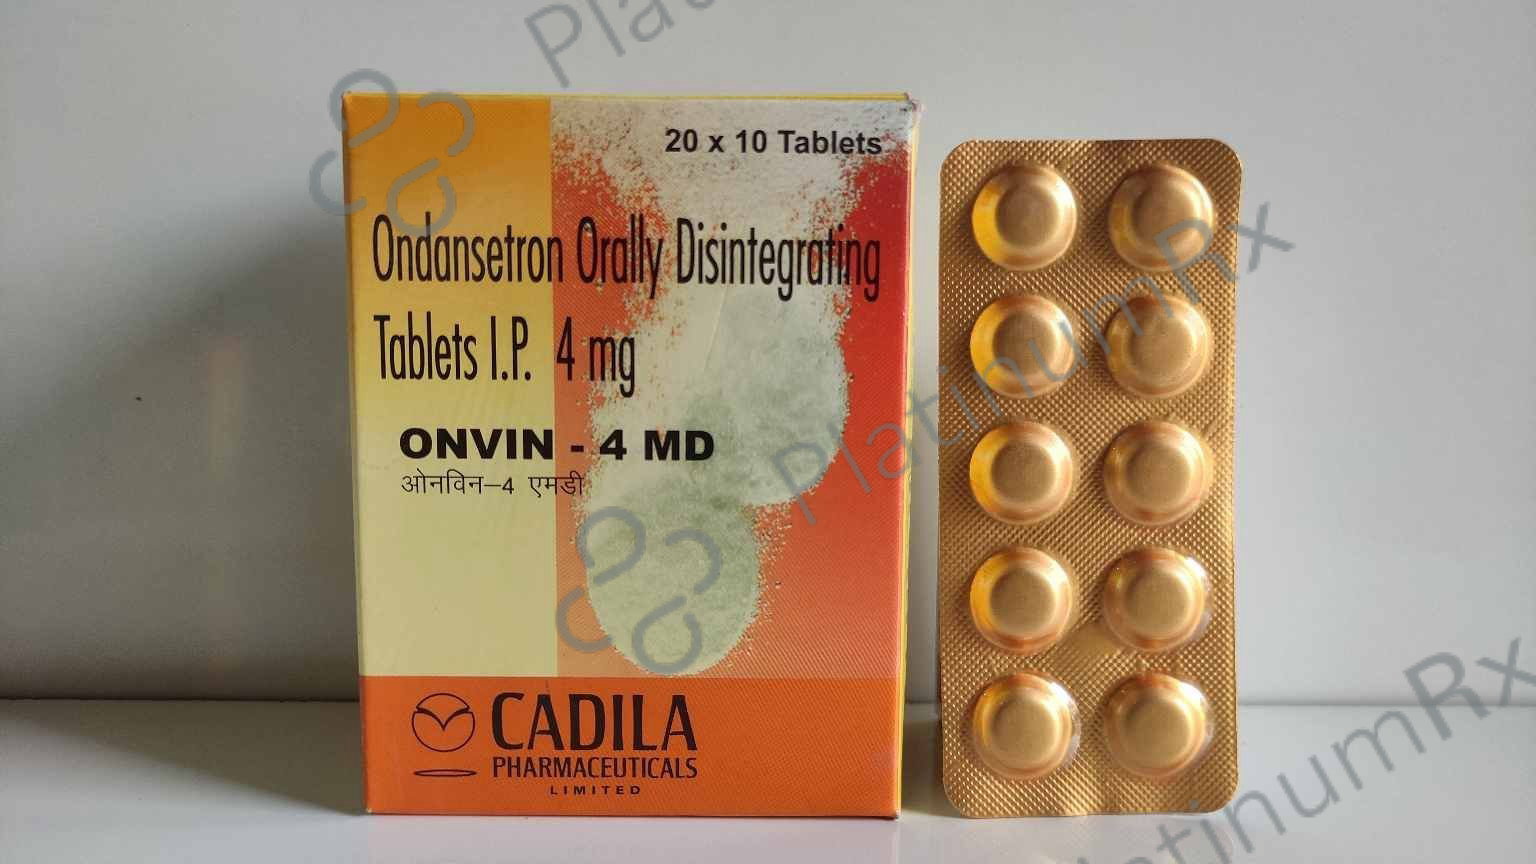 20 x 10 Tablets
Ondansetron Orally Disintegrating
Tablets I.P. 4 mg
ONVIN - 4 MD
ओनविन–4 एमडी
CADILA
PHARMACEUTICALS
LIMITED
PlatinumRx
PlatinumRx